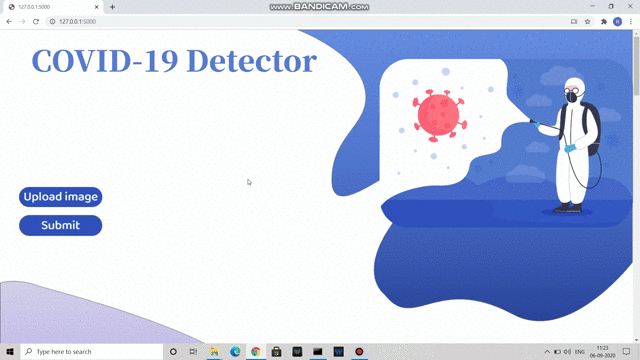 www.BANDICAM.com
127.0.0.1:5000
127.0.0.1:5000
COVID-19 Detector
Upload image
Submit
Type here to search
11:23
06-09-2020